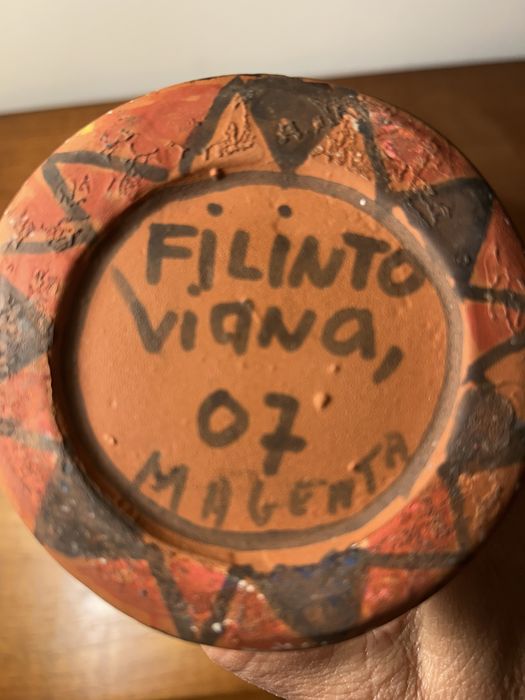 FiLiNTO
ViaNa,
07
MAGENTA